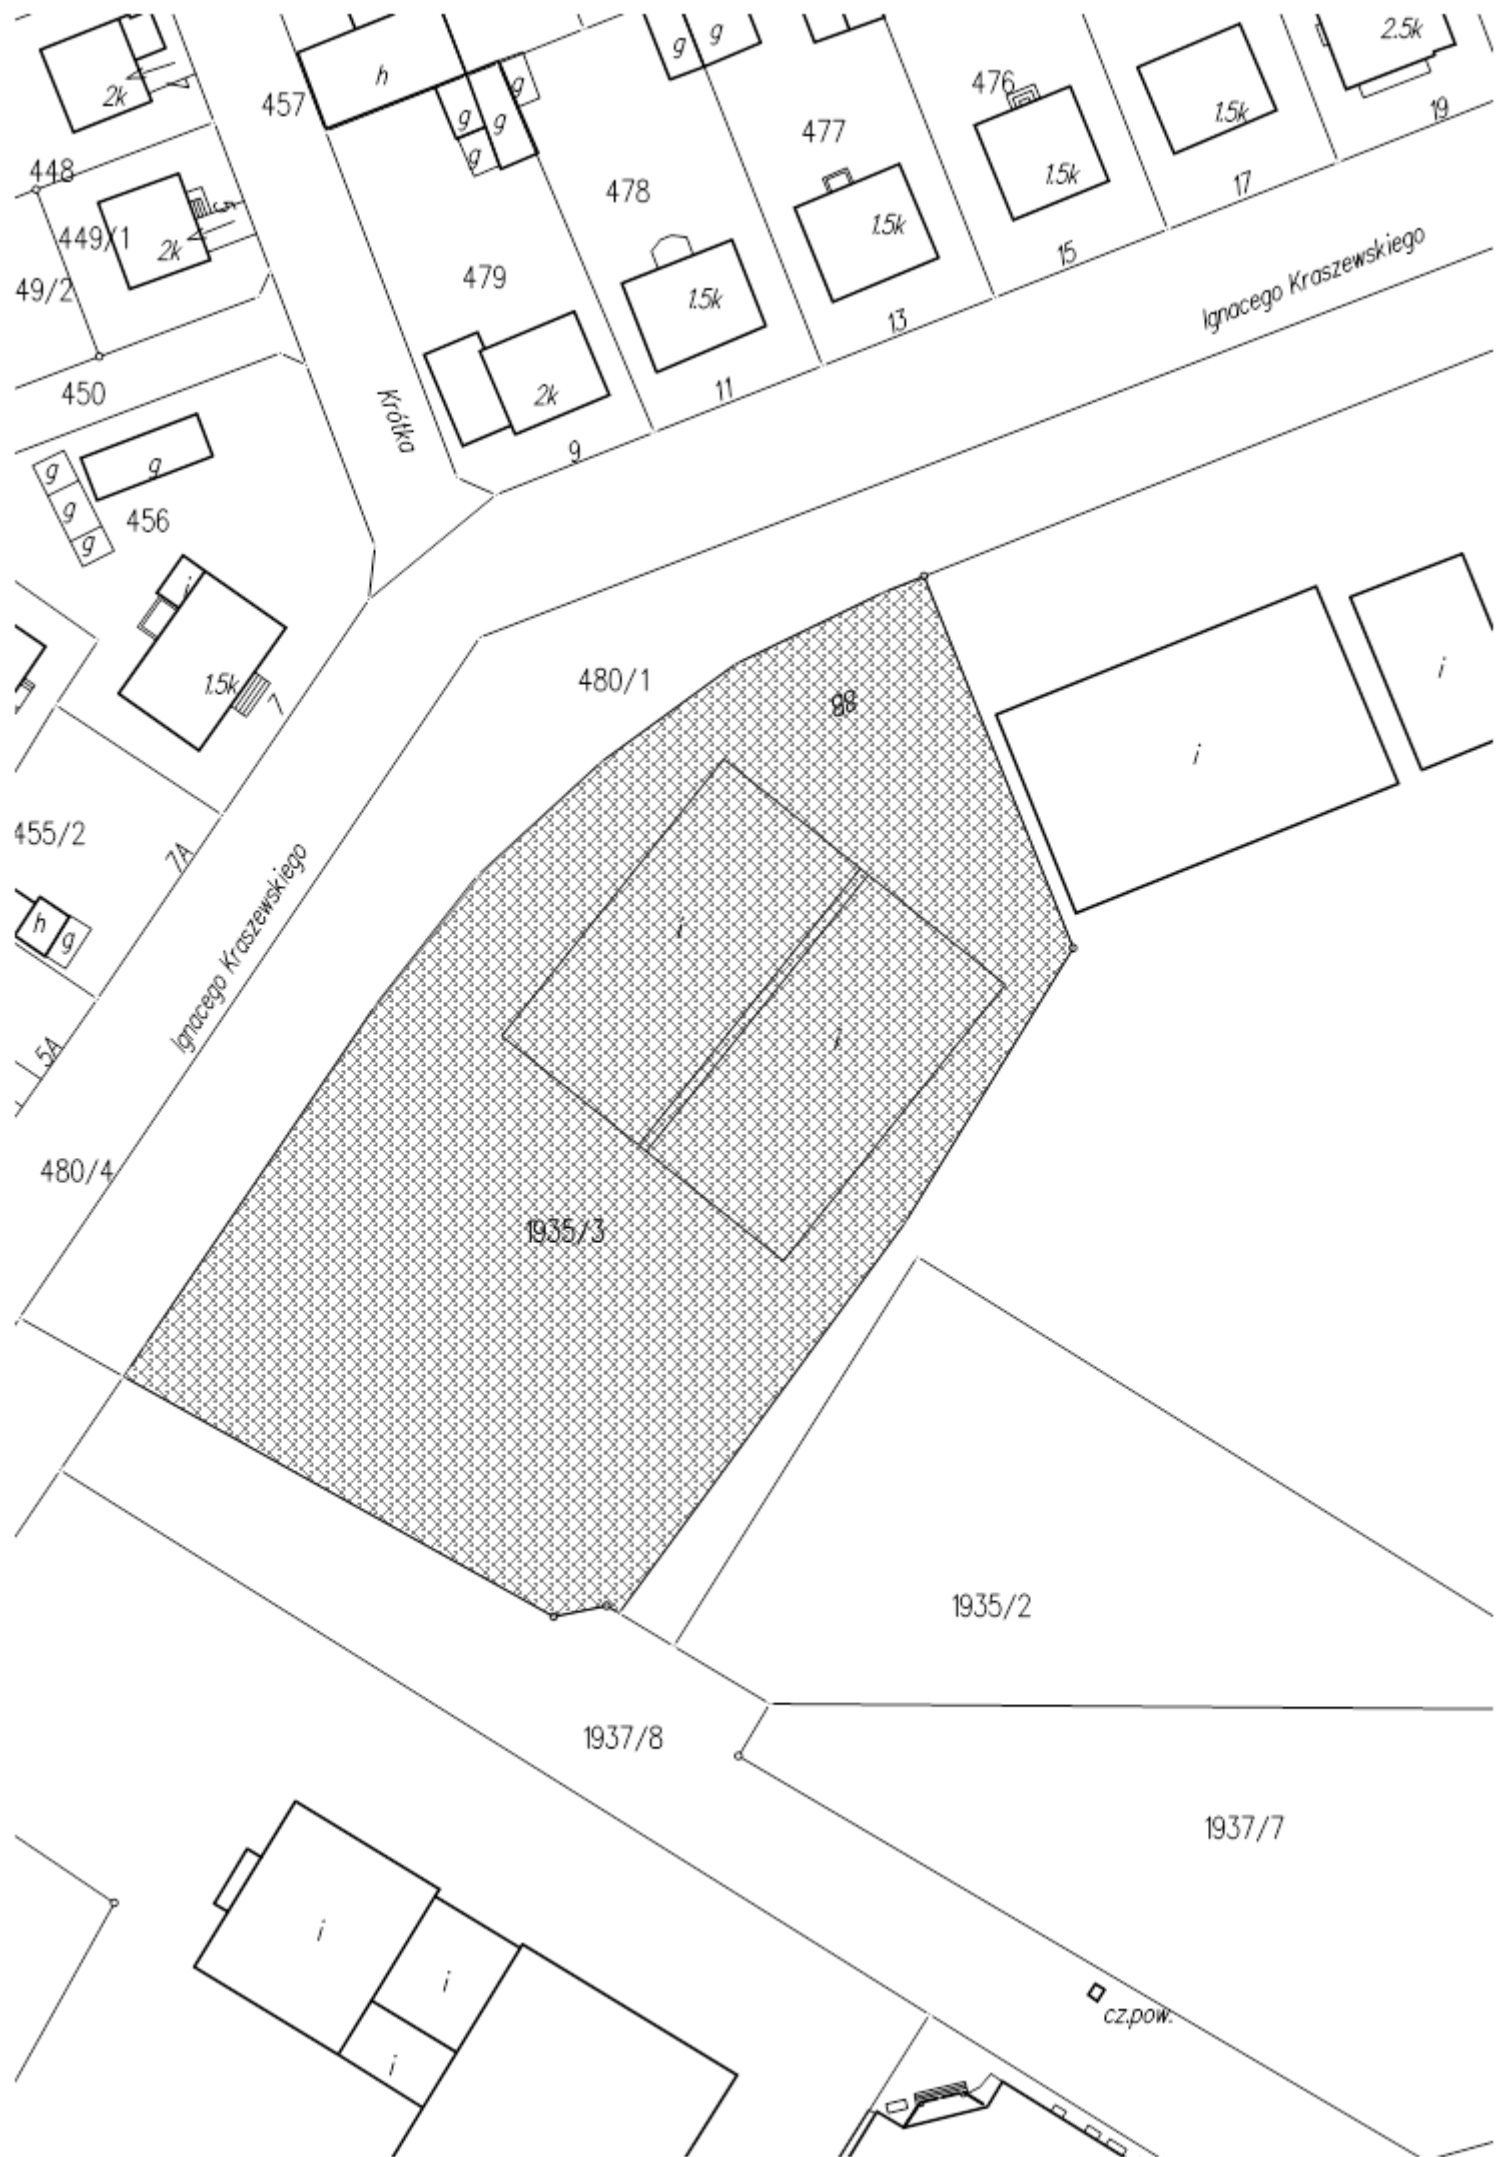 2.5k
g
g
h
2k
457
g
g
g
g
476
1.5k
19
477
1.5k
17
448
478
1.5k
15
449/1
2k
5
479
1.5k
13
Ignacego Kraszewskiego
49/2
1.5k
11
450
2k
9
Krótka
g
g
g
g
456
i
1.5k
7
480/1
8B
i
i
455/2
7A
h
g
Ignacego Kraszewskiego
i
i
5A
480/4
1935/3
1935/2
1937/8
1937/7
i
i
i
cz.pow.